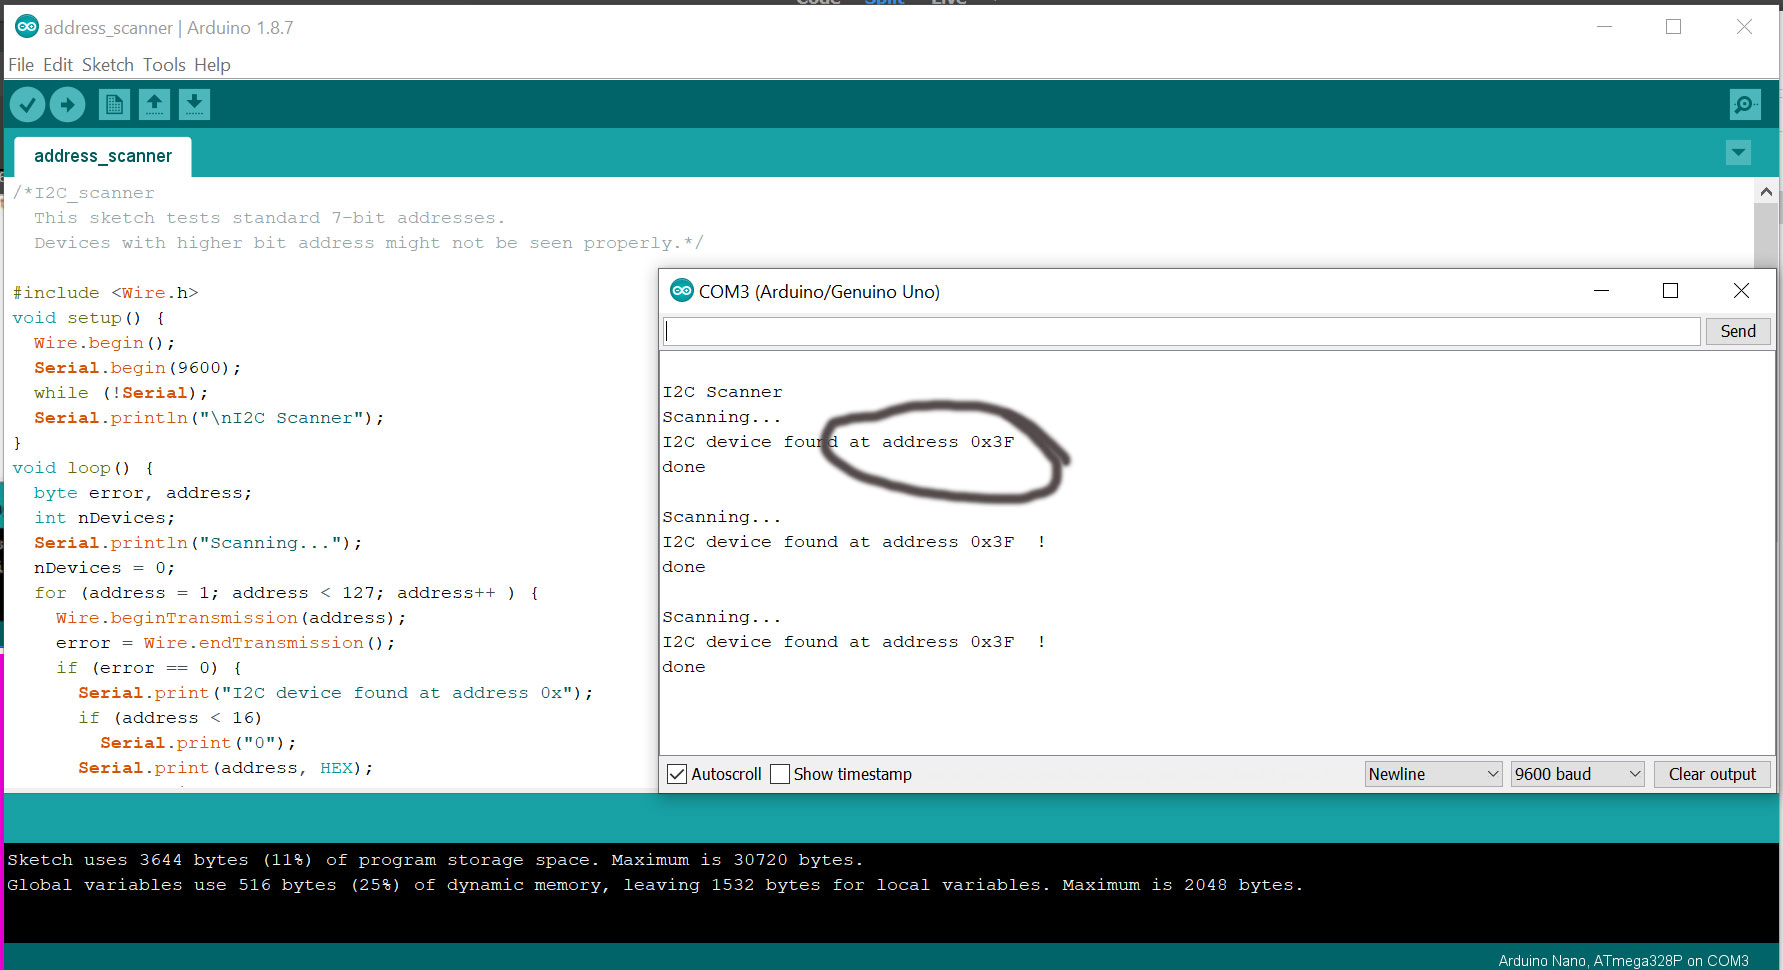 Code Split Live
address_scanner | Arduino 1.8.7
File Edit Sketch Tools Help
address_scanner
/*I2C_scanner
This sketch tests standard 7-bit addresses.
Devices with higher bit address might not be seen properly.*/
#include <Wire.h>
void setup() {
Wire.begin();
Serial.begin(9600);
while (!Serial);
Serial.println("\nI2C Scanner");
}
void loop() {
byte error, address;
int nDevices;
Serial.println("Scanning...");
nDevices = 0;
for (address = 1; address < 127; address++ ) {
Wire.beginTransmission(address);
error = Wire.endTransmission();
if (error == 0) {
Serial.print("I2C device found at address 0x");
if (address < 16)
Serial.print("0");
Serial.print(address, HEX);
COM3 (Arduino/Genuino Uno)
Send
I2C Scanner
Scanning...
I2C device found at address 0x3F
done
Scanning...
I2C device found at address 0x3F  !
done
Scanning...
I2C device found at address 0x3F  !
done
Autoscroll Show timestamp Newline 9600 baud Clear output
Sketch uses 3644 bytes (11%) of program storage space. Maximum is 30720 bytes.
Global variables use 516 bytes (25%) of dynamic memory, leaving 1532 bytes for local variables. Maximum is 2048 bytes.
Arduino Nano, ATmega328P on COM3